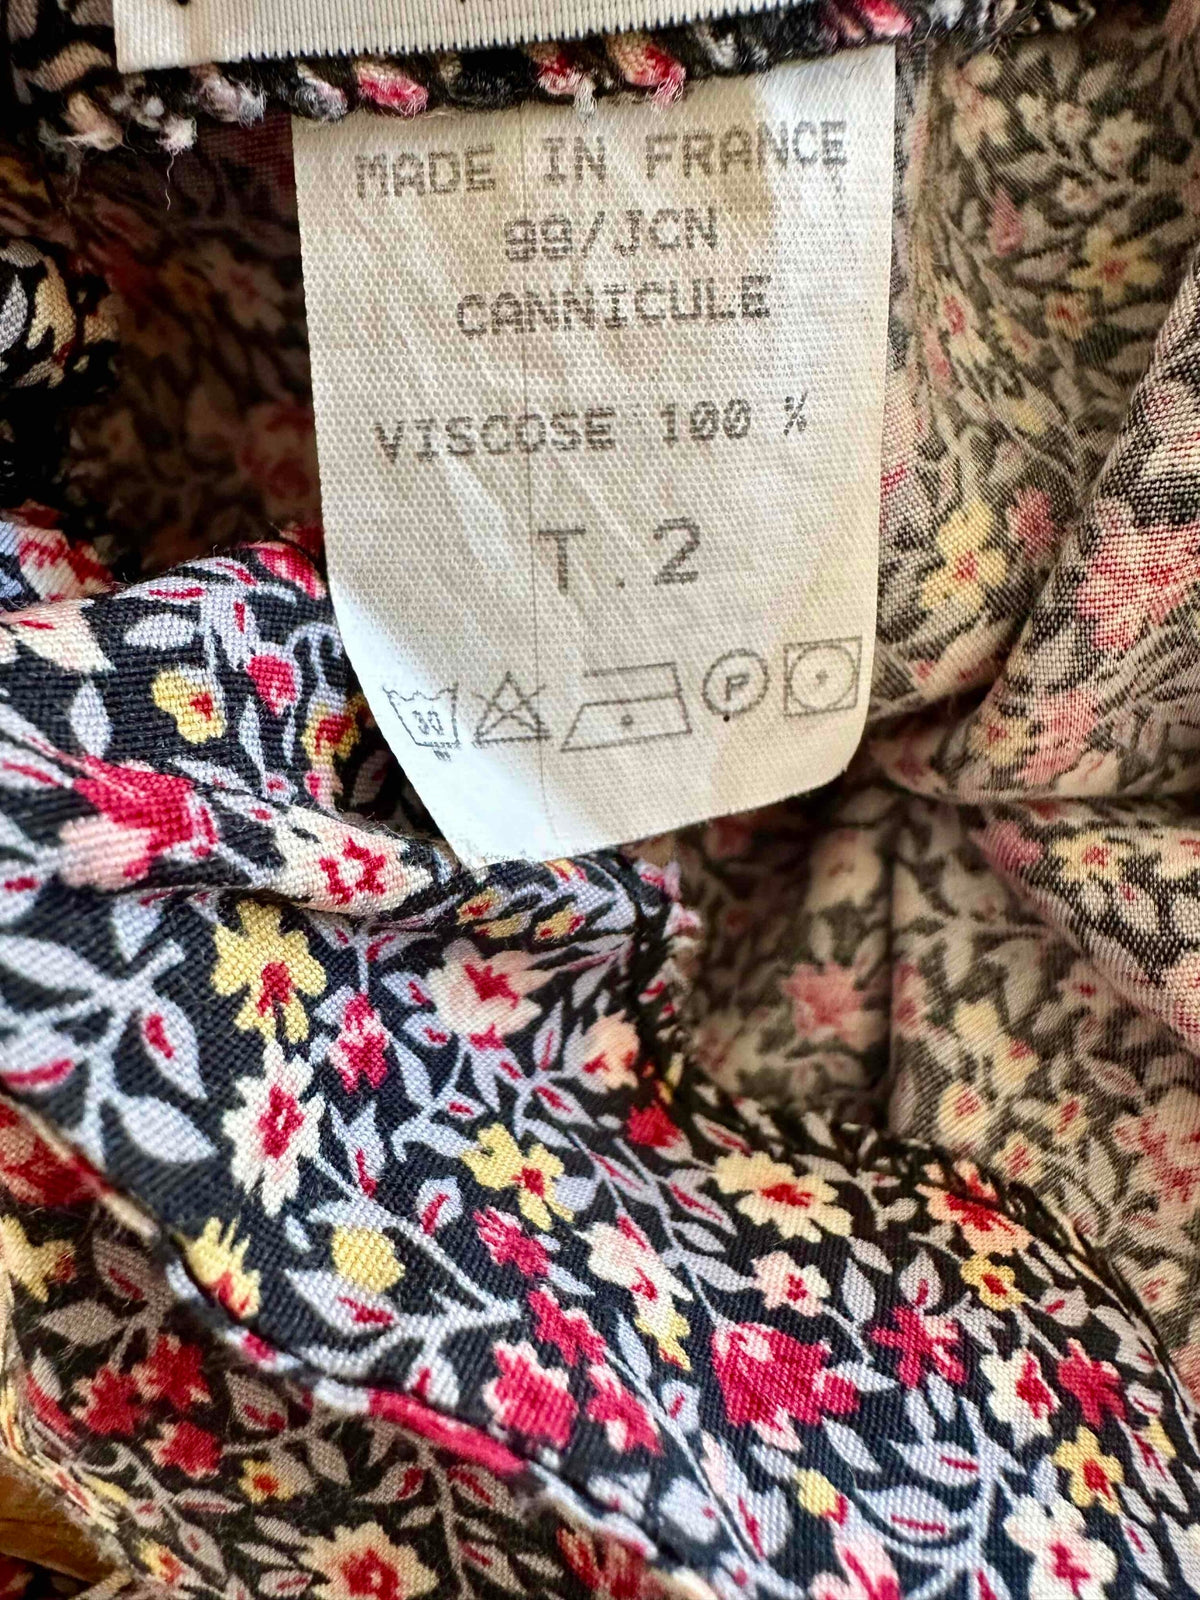 MADE IN FRANCE
99/JCN
CANNICULE
VISCOSE 100 %
T.2
30
P